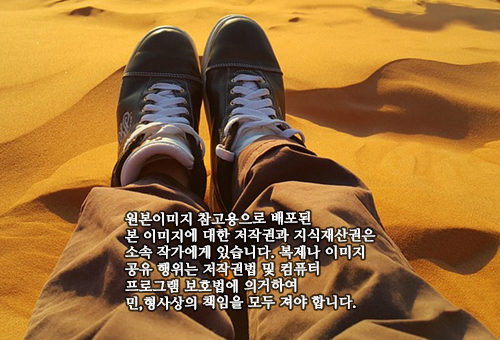 원본이미지 참고용으로 배포된
본 이미지에 대한 저작권과 지식재산권은
소속 작가에게 있습니다. 복제나 이미지
공유 행위는 저작권법 및 컴퓨터
프로그램 보호법에 의거하여
민,형사상의 책임을 모두 져야 합니다.